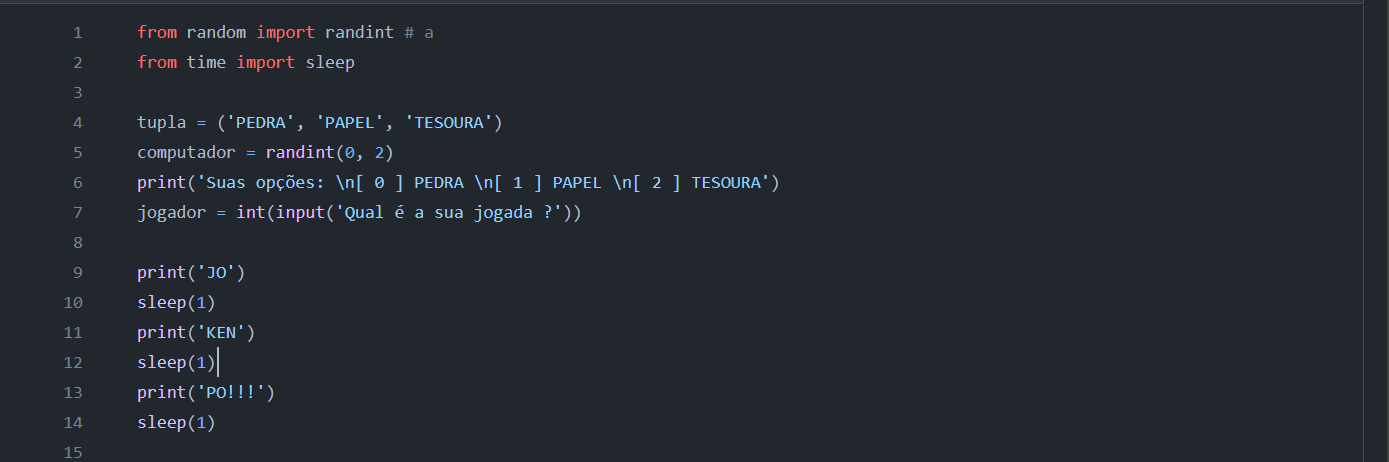 1 from random import randint # a
2 from time import sleep
3
4 tupla = ('PEDRA', 'PAPEL', 'TESOURA')
5 computador = randint(0, 2)
6 print('Suas opções: \n[ 0 ] PEDRA \n[ 1 ] PAPEL \n[ 2 ] TESOURA')
7 jogador = int(input('Qual é a sua jogada ?'))
8
9 print('JO')
10 sleep(1)
11 print('KEN')
12 sleep(1)
13 print('PO!!!')
14 sleep(1)
15